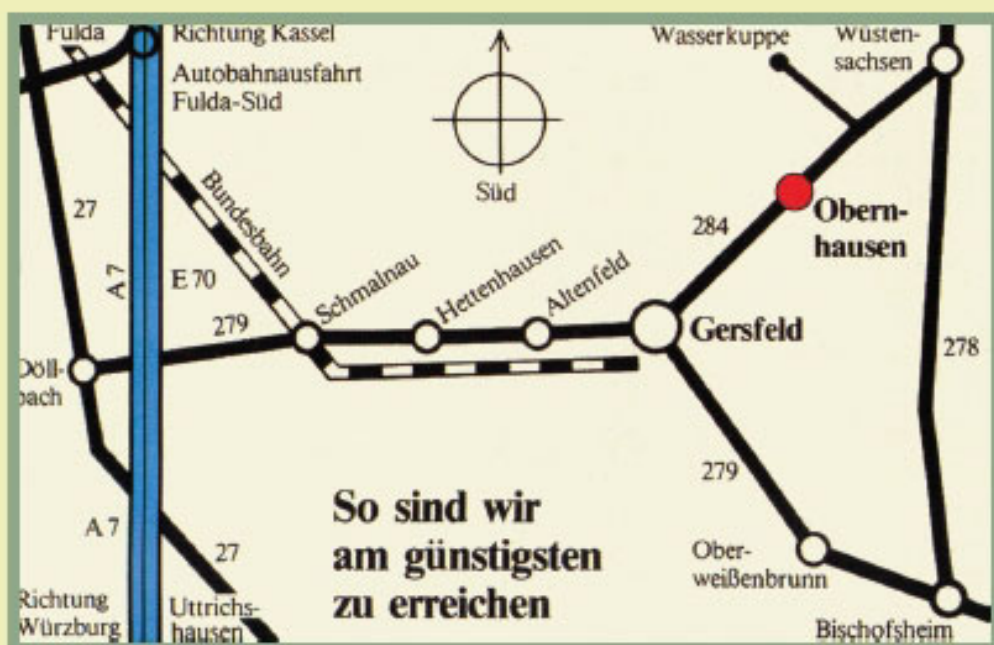 Fulda
Richtung Kassel
Autobahnausfahrt
Fulda-Süd
Wasserkuppe
Wüsten-
sachsen
Süd
27
Bundesbahn
284
Obern-
hausen
A 7
E 70
279
Schmalnau
Hettenhausen
Altenfeld
Gersfeld
278
Döll-
bach
279
So sind wir
am günstigsten
zu erreichen
A 7
27
Ober-
weißenbrunn
Richtung
Würzburg
Uttrichs-
hausen
Bischofsheim